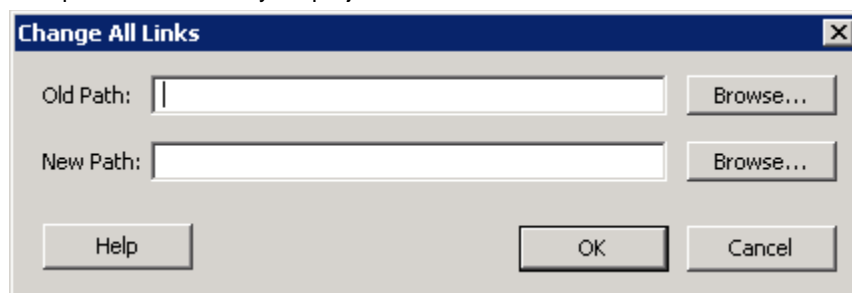 Change All Links
Old Path: Browse...
New Path: Browse...
Help OK Cancel